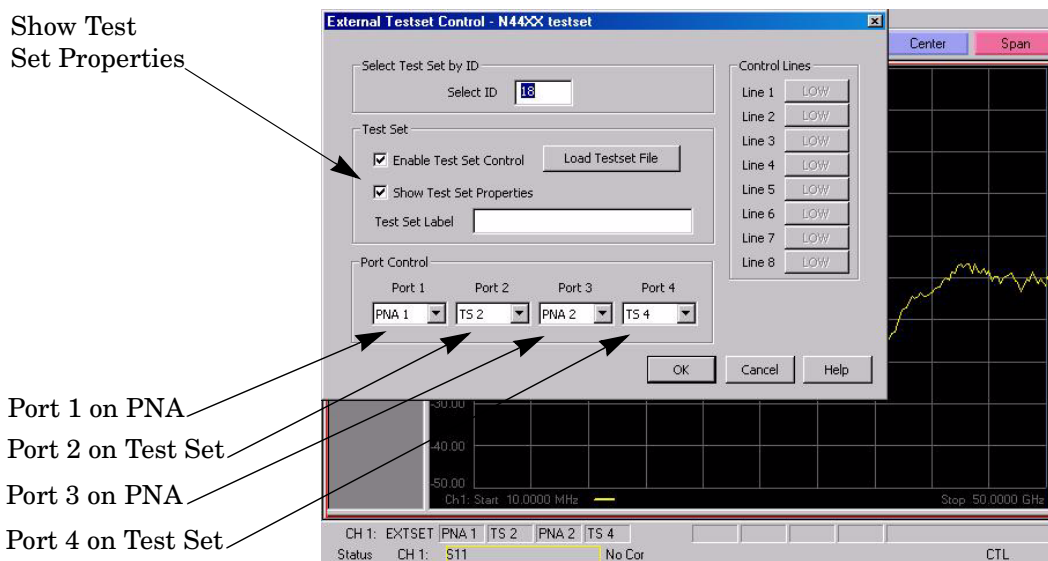 Show Test
Set Properties
External Testset Control - N44XX testset
Center
Span
Select Test Set by ID
Select ID 18
Test Set
Enable Test Set Control
Load Testset File
Show Test Set Properties
Test Set Label
Control Lines
Line 1 LOW
Line 2 LOW
Line 3 LOW
Line 4 LOW
Line 5 LOW
Line 6 LOW
Line 7 LOW
Line 8 LOW
Port Control
Port 1 Port 2 Port 3 Port 4
PNA 1 TS 2 PNA 2 TS 4
OK Cancel Help
Port 1 on PNA
Port 2 on Test Set
Port 3 on PNA
Port 4 on Test Set
-30.00
-40.00
-50.00
Ch1: Start 10.0000 MHz
Stop 50.0000 GHz
CH 1: EXTSET PNA 1 TS 2 PNA 2 TS 4
Status CH 1: S11 No Cor CTL